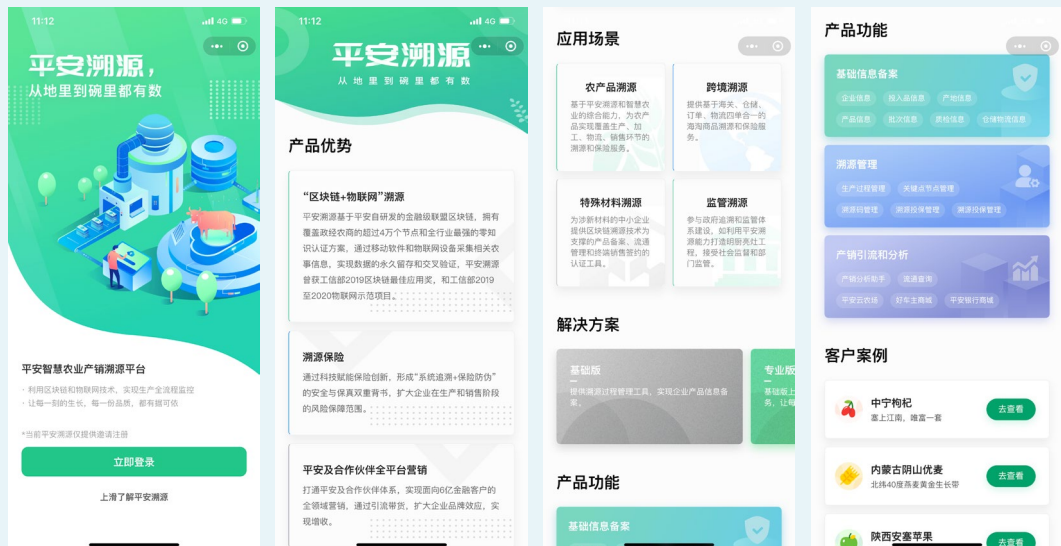 11:12
4G
平安溯源，
从地里到碗里都有数
平安智慧农业产销溯源平台
· 利用区块链和物联网技术，实现生产全流程监控
· 让每一刻的生长，每一份品质，都有据可依
*当前平安溯源仅提供邀请注册
立即登录
上滑了解平安溯源
11:12
4G
平安溯源
从地里到碗里都有数
产品优势
“区块链+物联网”溯源
平安溯源基于平安自研发的金融级联盟区块链，拥有
覆盖政经农商的超过4万个节点和全行业最强的零知
识认证方案，通过移动软件和物联网设备采集相关农
事信息，实现数据的永久留存和交叉验证，平安溯源
曾获工信部2019区块链最佳应用奖，和工信部2019
至2020物联网示范项目。
溯源保险
通过科技赋能保险创新，形成“系统追溯+保险防伪”
的安全与保真双重背书，扩大企业在生产和销售阶段
的风险保障范围。
平安及合作伙伴全平台营销
打通平安及合作伙伴体系，实现面向6亿金融客户的
全领域营销，通过引流带货，扩大企业品牌效应，实
现增收。
应用场景
农产品溯源
基于平安溯源和智慧农
业的综合能力，为农产
品实现覆盖生产、加
工、物流、销售环节的
溯源和保险服务。
跨境溯源
提供基于海关、仓储、
订单、物流四单合一的
海淘商品溯源和保险服
务。
特殊材料溯源
为涉新材料的中小企业
提供区块链溯源技术为
支撑的产品备案、流通
管理和终端销售签约的
认证工具。
监管溯源
参与政府追溯和监管体
系建设，如利用平安溯
源能力打造明厨亮灶工
程，接受社会监督和部
门监管。
解决方案
基础版
提供溯源过程管理工具，实现企业产品信息备
案。
专业版
基础版上
务，让每
产品功能
基础信息备案
产品功能
基础信息备案
企业信息 投入品信息 产地信息
产品信息 批次信息 质检信息 仓储物流信息
溯源管理
生产过程管理 关键点节点管理
溯源码管理 溯源投保管理 溯源投保管理
产销引流和分析
产销分析助手 流通查询
平安云农场 好车主商城 平安银行商城
客户案例
中宁枸杞
塞上江南，唯富一套
去查看
内蒙古阴山优麦
北纬40度燕麦黄金生长带
去查看
陕西安塞苹果
去查看